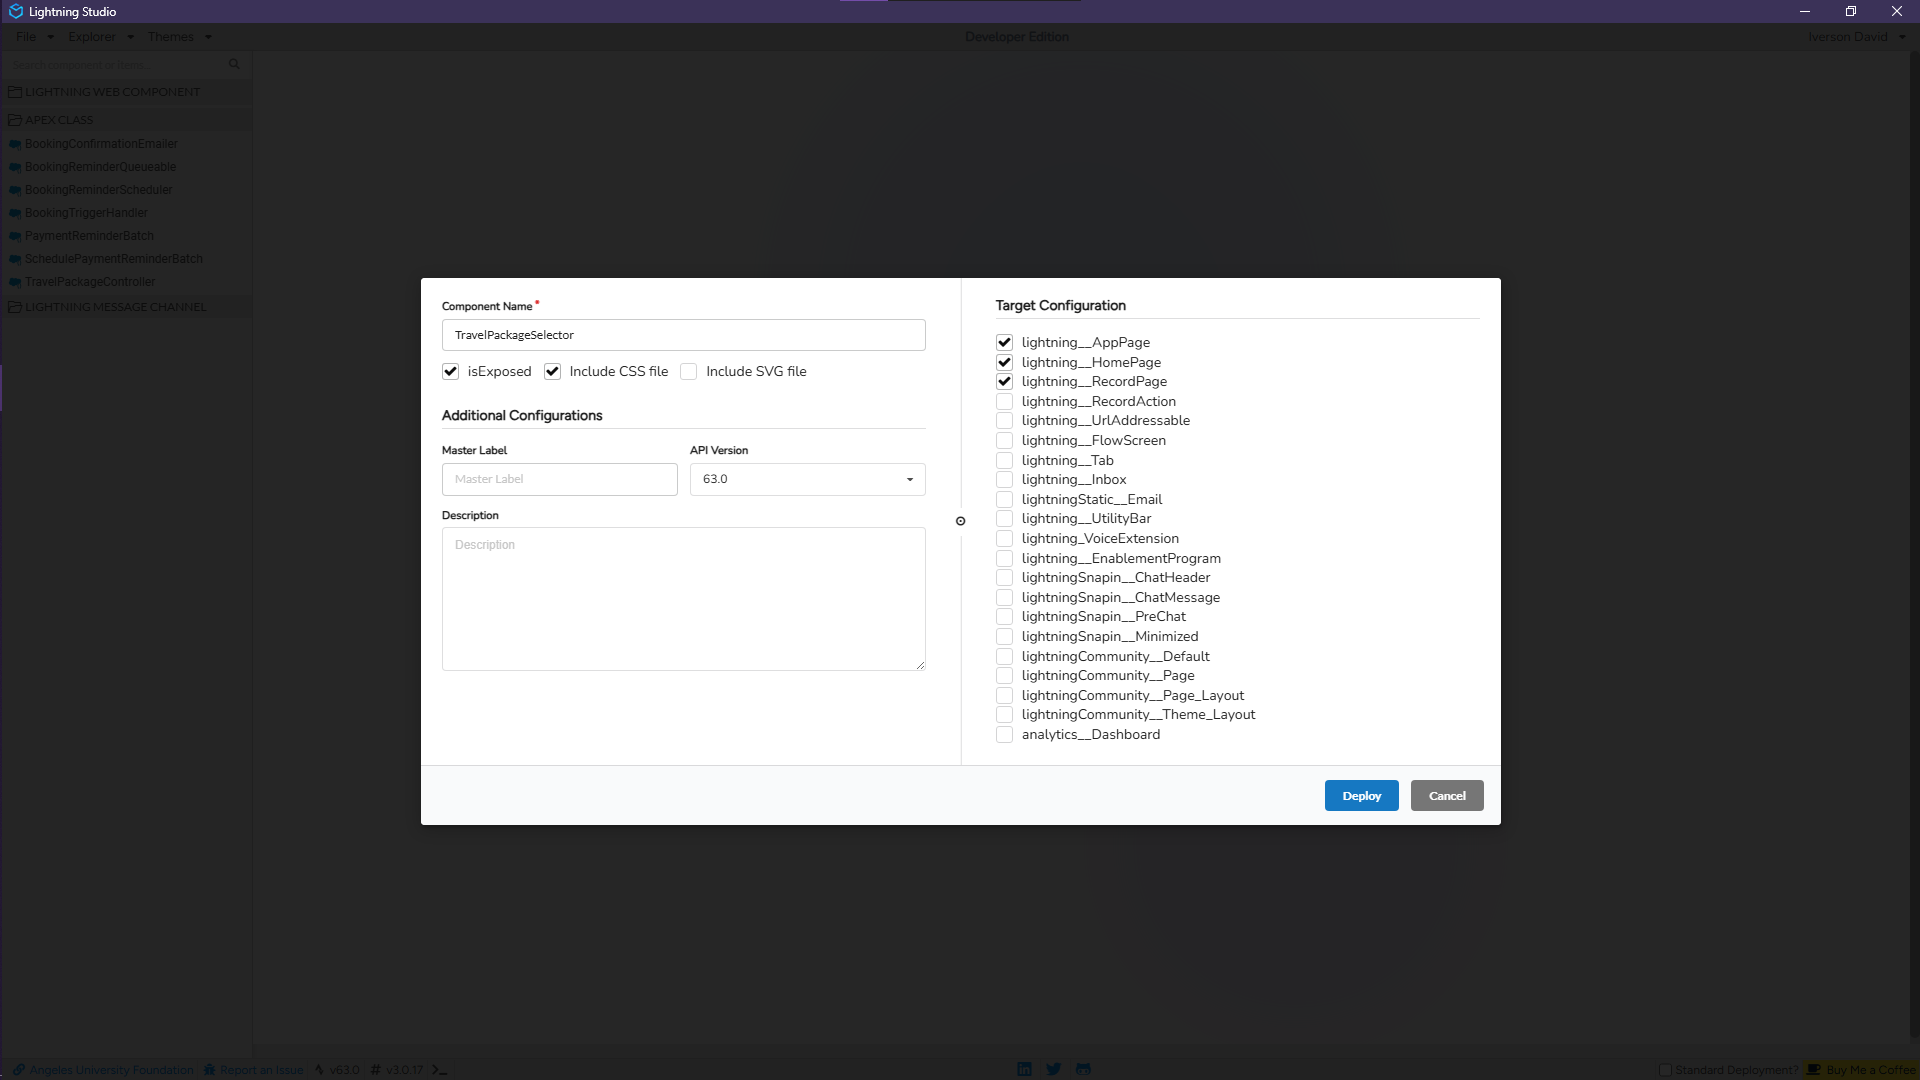 Lightning Studio
File Explorer Themes
Developer Edition
Iverson David
Search component or items...
LIGHTNING WEB COMPONENT
APEX CLASS
BookingConfirmationEmailer
BookingReminderQueueable
BookingReminderScheduler
BookingTriggerHandler
PaymentReminderBatch
SchedulePaymentReminderBatch
TravelPackageController
LIGHTNING MESSAGE CHANNEL
Component Name *
TravelPackageSelector
isExposed Include CSS file Include SVG file
Additional Configurations
Master Label API Version
Master Label 63.0
Description
Description
Target Configuration
lightning__AppPage
lightning__HomePage
lightning__RecordPage
lightning__RecordAction
lightning__UrlAddressable
lightning__FlowScreen
lightning__Tab
lightning__Inbox
lightningStatic__Email
lightning__UtilityBar
lightning_VoiceExtension
lightning__EnablementProgram
lightningSnapin__ChatHeader
lightningSnapin__ChatMessage
lightningSnapin__PreChat
lightningSnapin__Minimized
lightningCommunity__Default
lightningCommunity__Page
lightningCommunity__Page_Layout
lightningCommunity__Theme_Layout
analytics__Dashboard
Deploy Cancel
Angeles University Foundation Report an Issue v63.0 # v3.0.17
Standard Deployment? Buy Me a Coffee